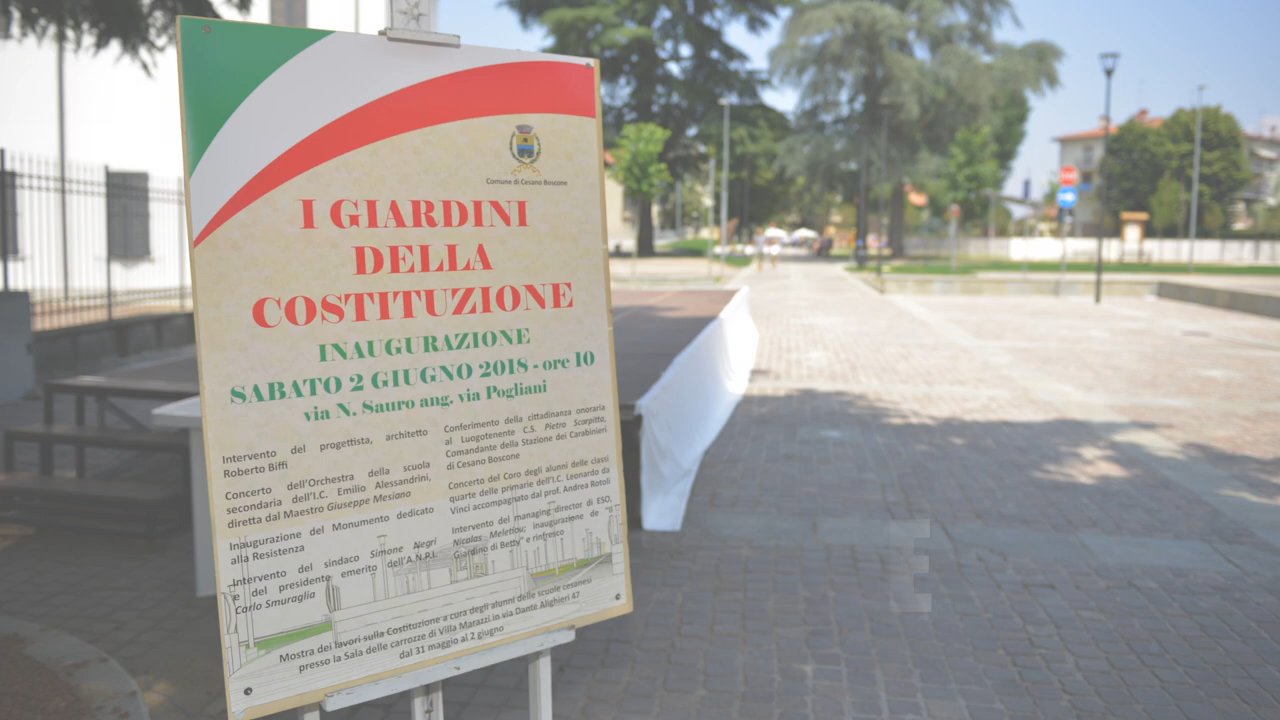 Comune di Cesano Boscone
I GIARDINI
DELLA
COSTITUZIONE
INAUGURAZIONE
SABATO 2 GIUGNO 2018 - ore 10
via N. Sauro ang. via Pogliani
Intervento del progettista, architetto
Roberto Biffi
Concerto dell'Orchestra della scuola
secondaria dell'I.C. Emilio Alessandrini,
diretta dal Maestro Giuseppe Mesiano
Inaugurazione del Monumento dedicato
alla Resistenza
Intervento del sindaco Simone Negri
e del presidente emerito dell'A.N.P.I.
Carlo Smuraglia
Conferimento della cittadinanza onoraria
al Luogotenente C.S. Pietro Scarpitta,
Comandante della Stazione dei Carabinieri
di Cesano Boscone
Concerto del Coro degli alunni delle classi
quarte delle primarie dell'I.C. Leonardo da
Vinci accompagnato dal prof. Andrea Rotoli
Intervento del managing director di ESO,
Nicolas Meletiou; inaugurazione de "Il
Giardino di Betty" e rinfresco
Mostra dei lavori sulla Costituzione a cura degli alunni delle scuole cesanesi
presso la Sala delle carrozze di Villa Marazzi in via Dante Alighieri 47
dal 31 maggio al 2 giugno
E